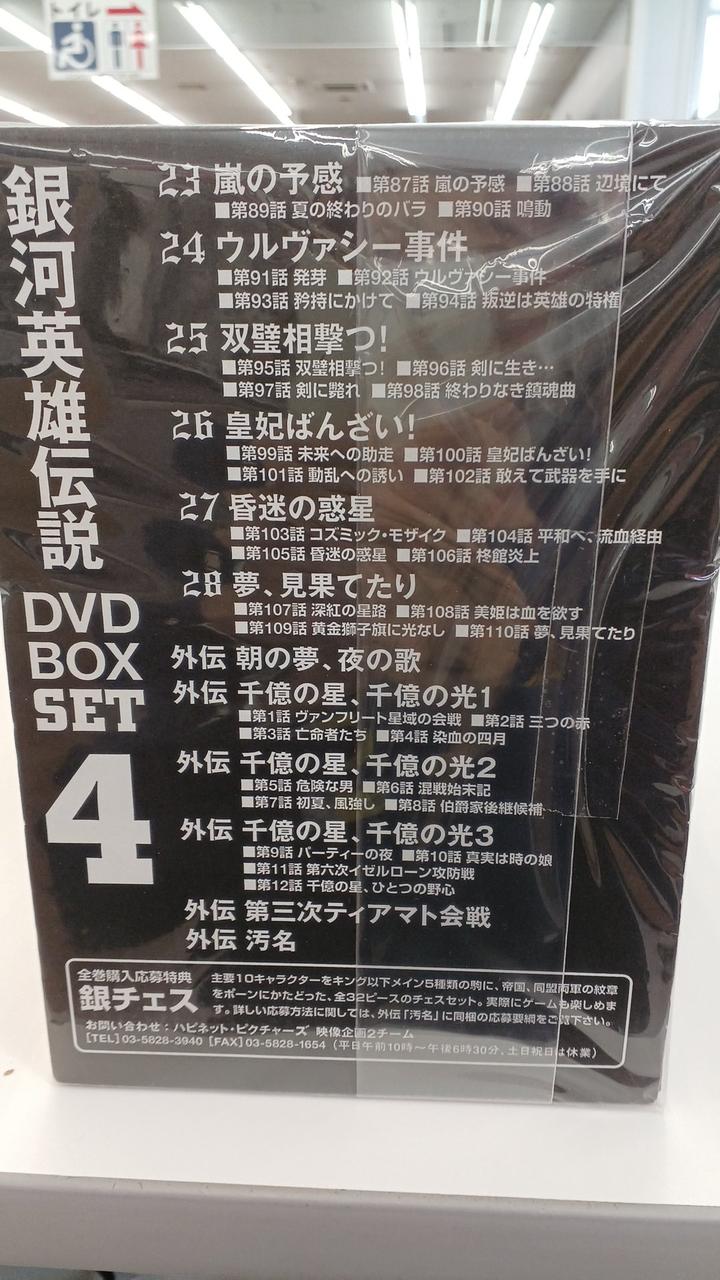 トイレ
銀河英雄伝説
DVD
BOX
SET
4
23 嵐の予感 ■第87話 嵐の予感 ■第88話 辺境にて
■第89話 夏の終わりのバラ ■第90話 鳴動
24 ウルヴァシー事件
■第91話 発芽 ■第92話 ウルヴァシー事件
■第93話 矜持にかけて ■第94話 叛逆は英雄の特権
25 双璧相撃つ!
■第95話 双璧相撃つ! ■第96話 剣に生き…
■第97話 剣に斃れ ■第98話 終わりなき鎮魂曲
26 皇妃ばんざい!
■第99話 未来への助走 ■第100話 皇妃ばんざい!
■第101話 動乱への誘い ■第102話 敢えて武器を手に
27 昏迷の惑星
■第103話 コズミック・モザイク ■第104話 平和へ、流血経由
■第105話 昏迷の惑星 ■第106話 柊館炎上
28 夢、見果てたり
■第107話 深紅の星路 ■第108話 美姫は血を欲す
■第109話 黄金獅子旗に光なし ■第110話 夢、見果てたり
外伝 朝の夢、夜の歌
外伝 千億の星、千億の光1
■第1話 ヴァンフリート星域の会戦 ■第2話 三つの赤
■第3話 亡命者たち ■第4話 染血の四月
外伝 千億の星、千億の光2
■第5話 危険な男 ■第6話 混戦始末記
■第7話 初夏、風強し ■第8話 伯爵家後継候補
外伝 千億の星、千億の光3
■第9話 パーティーの夜 ■第10話 真実は時の娘
■第11話 第六次イゼルローン攻防戦
■第12話 千億の星、ひとつの野心
外伝 第三次ティアマト会戦
外伝 汚名
全巻購入応募特典
銀チェス
主要10キャラクターをキング以下メイン5種類の駒に、帝国、同盟両軍の紋章
をポーンにかたどった、全32ピースのチェスセット。実際にゲームも楽しめま
す。詳しい応募方法に関しては、外伝「汚名」に同梱の応募要綱をご覧下さい。
お問い合わせ:ハピネット・ピクチャーズ 映像企画2チーム
[TEL]03-5828-3940 [FAX]03-5828-1654 (平日午前10時〜午後6時30分、土日祝日は休業)